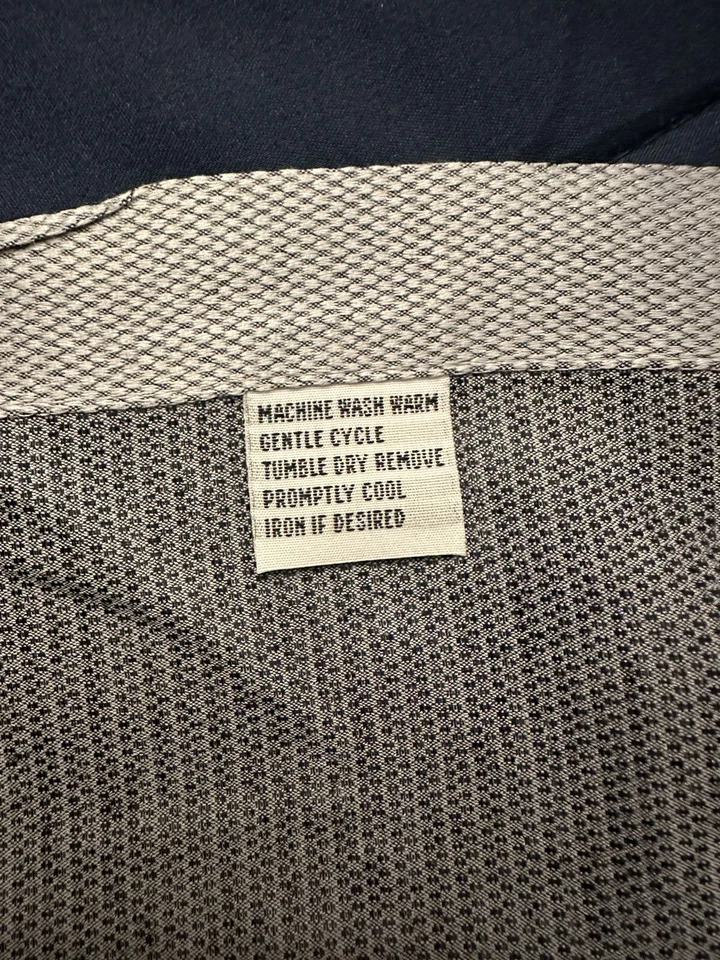 MACHINE WASH WARM
GENTLE CYCLE
TUMBLE DRY REMOVE
PROMPTLY COOL
IRON IF DESIRED